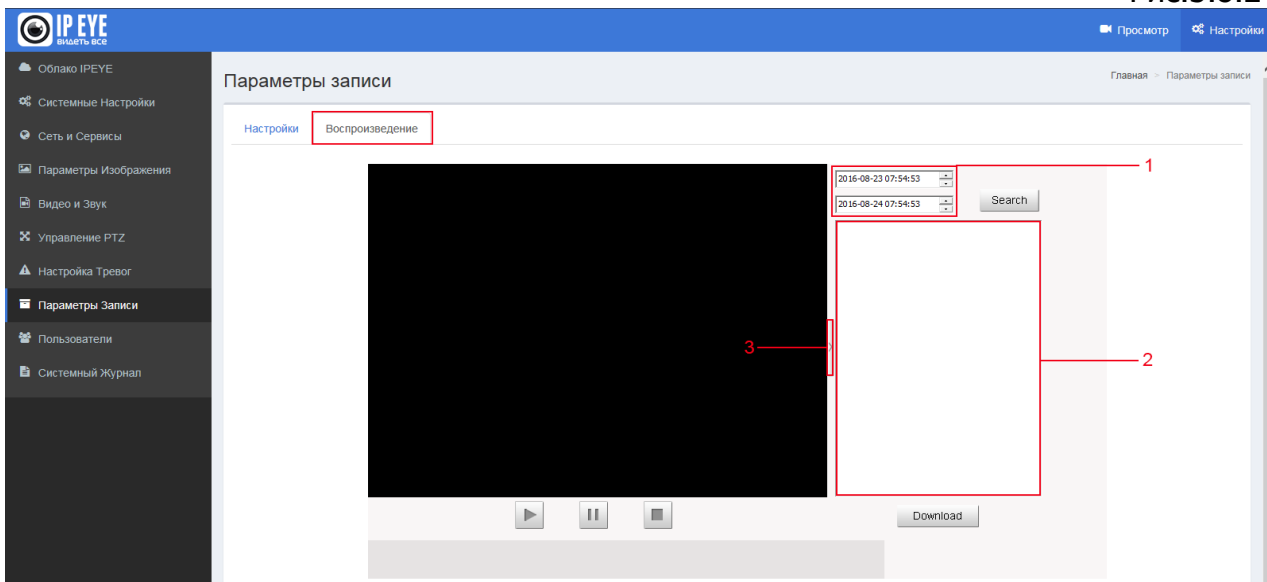 Рис.5.6.2
IP EYE
видеть все
Просмотр
Настройки
Облако IPEYE
Системные Настройки
Сеть и Сервисы
Параметры Изображения
Видео и Звук
Управление PTZ
Настройка Тревог
Параметры Записи
Пользователи
Системный Журнал
Параметры записи
Главная > Параметры записи
Настройки
Воспроизведение
1
2016-08-23 07:54:53
2016-08-24 07:54:53
Search
3
2
Download